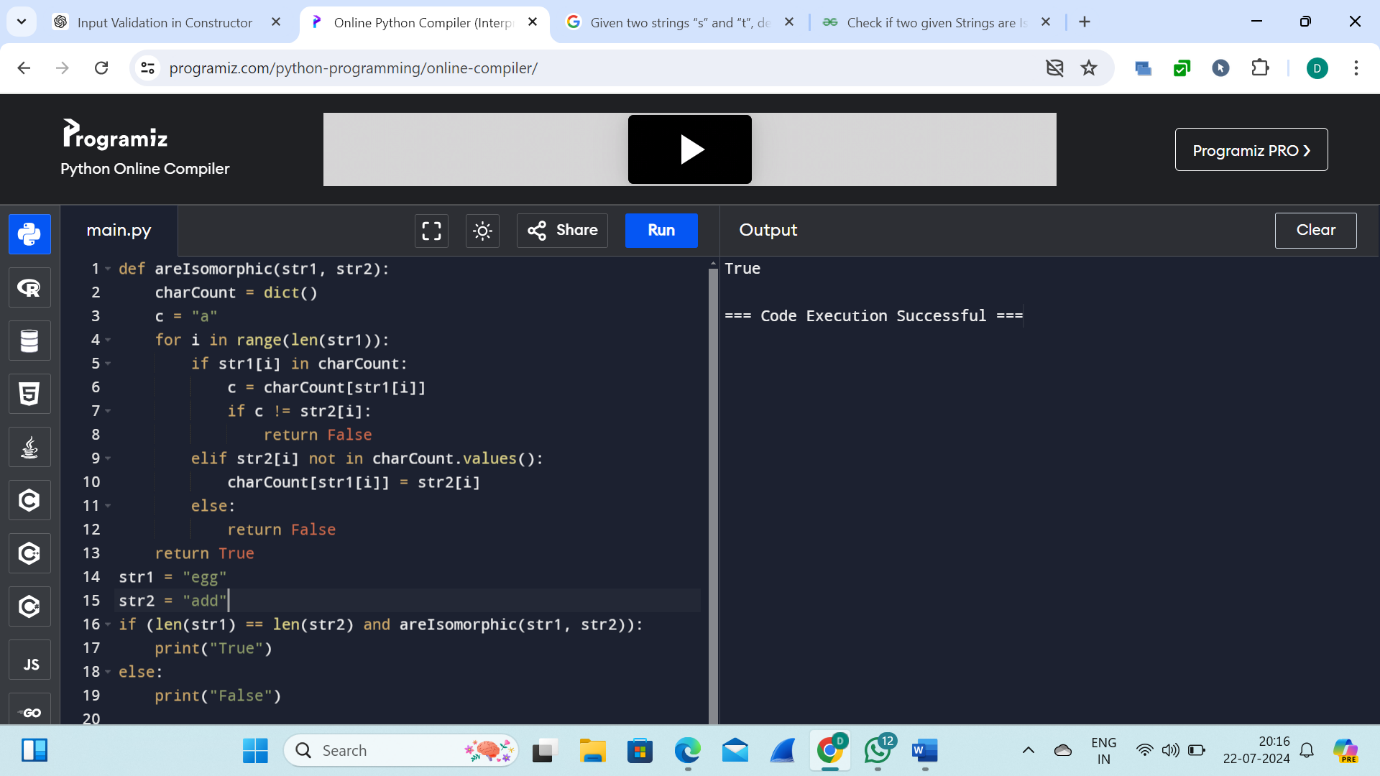 Input Validation in Constructor
Online Python Compiler (Interp
Given two strings “s” and “t”, de
Check if two given Strings are Is
programiz.com/python-programming/online-compiler/
D
Programiz
Python Online Compiler
Programiz PRO
main.py
Share
Run
Output
Clear
1 def areIsomorphic(str1, str2):
2 charCount = dict()
3 c = "a"
4 for i in range(len(str1)):
5 if str1[i] in charCount:
6 c = charCount[str1[i]]
7 if c != str2[i]:
8 return False
9 elif str2[i] not in charCount.values():
10 charCount[str1[i]] = str2[i]
11 else:
12 return False
13 return True
14 str1 = "egg"
15 str2 = "add"
16 if (len(str1) == len(str2) and areIsomorphic(str1, str2)):
17 print("True")
18 else:
19 print("False")
20
True
=== Code Execution Successful ===
JS
GO
Search
D
12
ENG
IN
20:16
22-07-2024
PRE